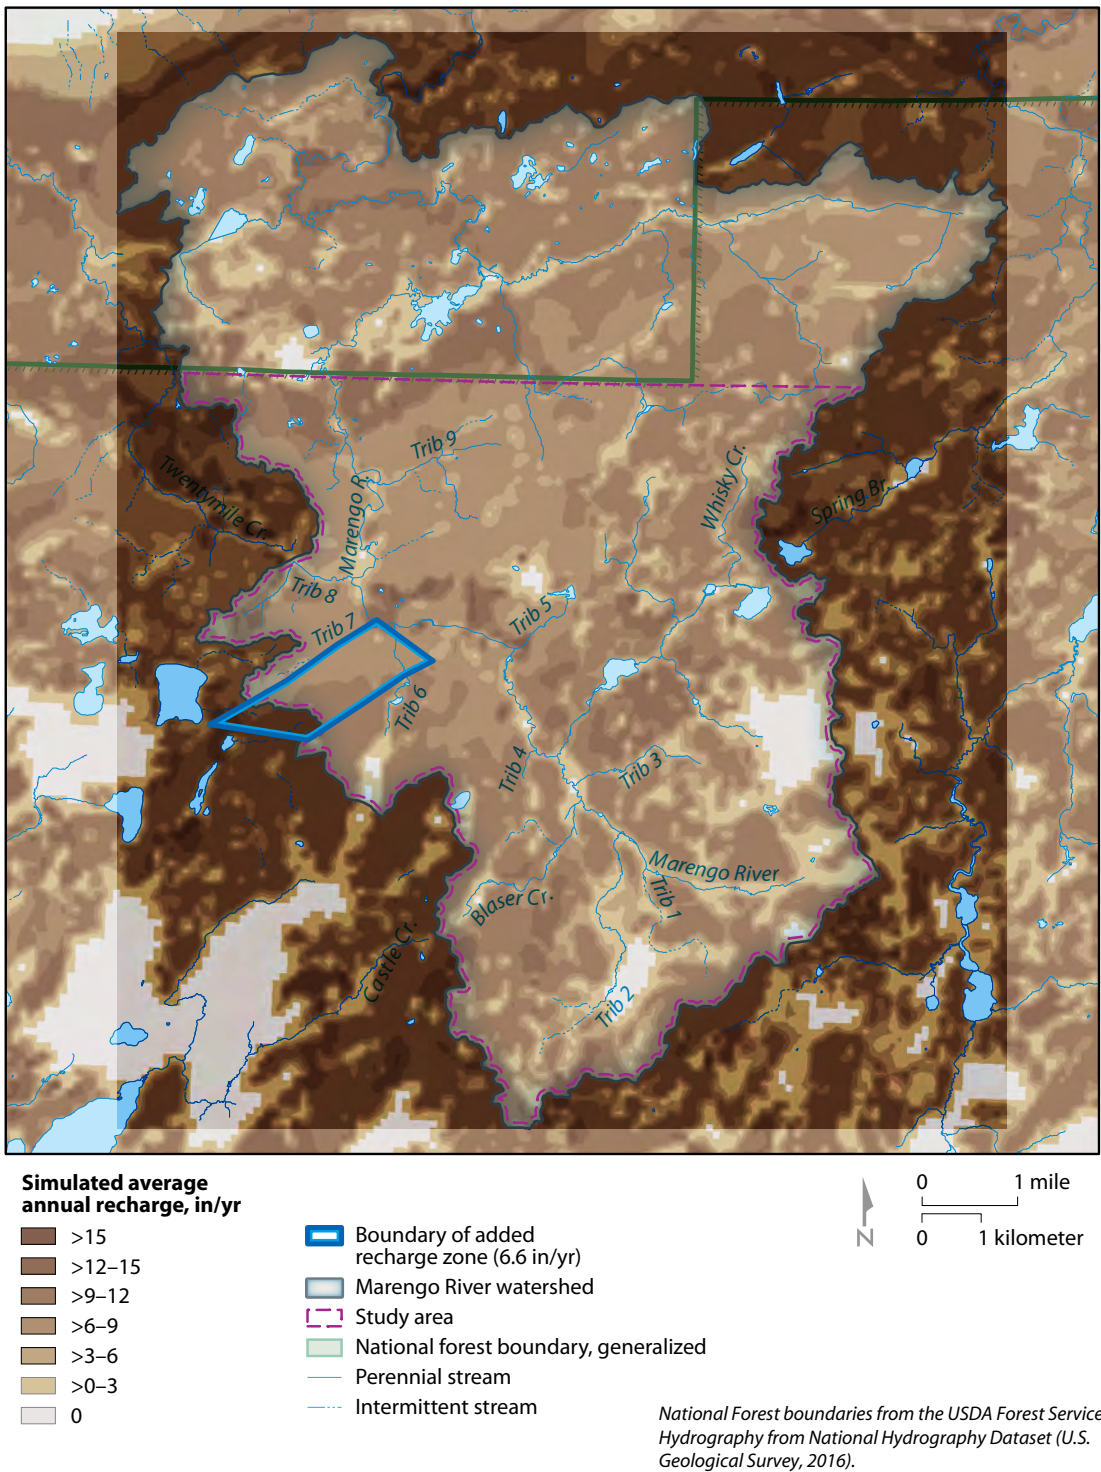 Trib 9
Whisky Cr.
Marengo R.
Twentymile Cr.
Spring Br.
Trib 8
Trib 7
Trib 5
Trib 6
Trib 4
Trib 3
Marengo River
Trib 1
Blaser Cr.
Castle Cr.
Trib 2
Simulated average
annual recharge, in/yr
>15
>12–15
>9–12
>6–9
>3–6
>0–3
0
Boundary of added
recharge zone (6.6 in/yr)
Marengo River watershed
Study area
National forest boundary, generalized
Perennial stream
Intermittent stream
N
0 1 mile
0 1 kilometer
National Forest boundaries from the USDA Forest Service
Hydrography from National Hydrography Dataset (U.S.
Geological Survey, 2016).